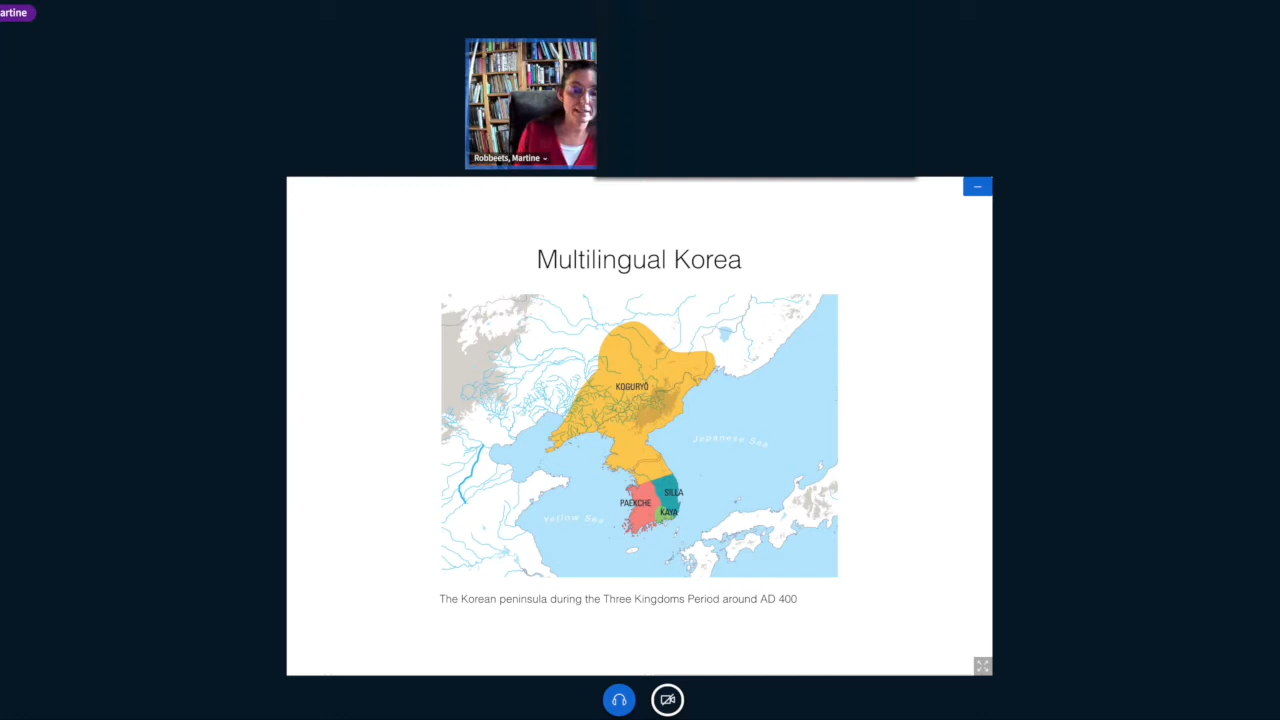 artine
Robbeets, Martine
Multilingual Korea
KOGURYŎ
Japanese Sea
SILLA
PAEKCHE
KAYA
Yellow Sea
The Korean peninsula during the Three Kingdoms Period around AD 400